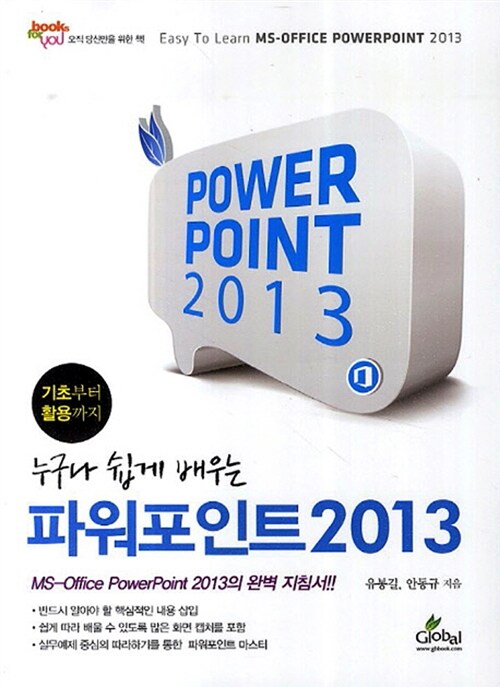 books for you 오직 당신만을 위한 책! Easy To Learn MS-OFFICE POWERPOINT 2013
POWER
POINT
2013
기초부터
활용까지
누구나 쉽게 배우는
파워포인트2013
MS-Office PowerPoint 2013의 완벽 지침서!!
유봉길, 안동규 지음
• 반드시 알아야 할 핵심적인 내용 삽입
• 쉽게 따라 배울 수 있도록 많은 화면 캡처를 포함
• 실무예제 중심의 따라하기를 통한 파워포인트 마스터
Global
www.gbbook.com